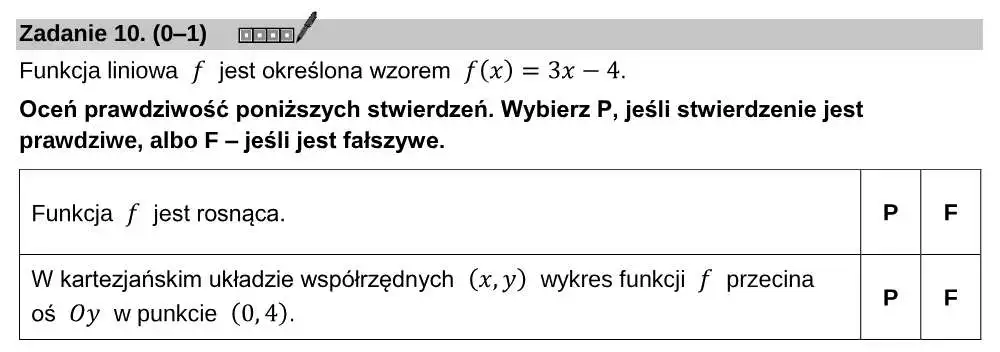 Zadanie 10. (0–1)
Funkcja liniowa f jest określona wzorem f(x) = 3x − 4.
Oceń prawdziwość poniższych stwierdzeń. Wybierz P, jeśli stwierdzenie jest
prawdziwe, albo F – jeśli jest fałszywe.
Funkcja f jest rosnąca. P F
W kartezjańskim układzie współrzędnych (x, y) wykres funkcji f przecina
oś Oy w punkcie (0, 4). P F